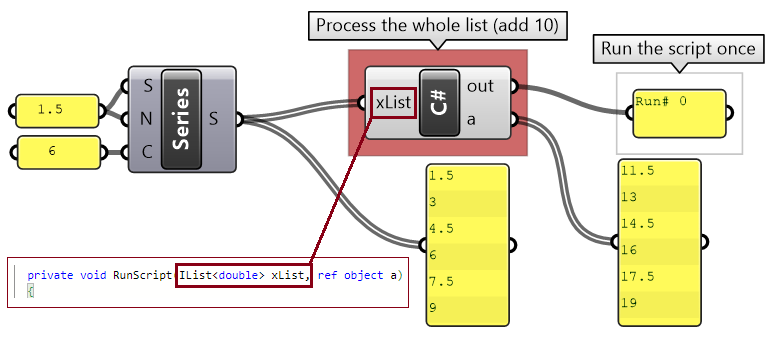 Process the whole list (add 10)
Run the script once
1.5
6
S
N
C
Series
S
xList
C#
out
a
Run# 0
1.5
3
4.5
6
7.5
9
11.5
13
14.5
16
17.5
19
private void RunScript(IList<double> xList, ref object a)
{